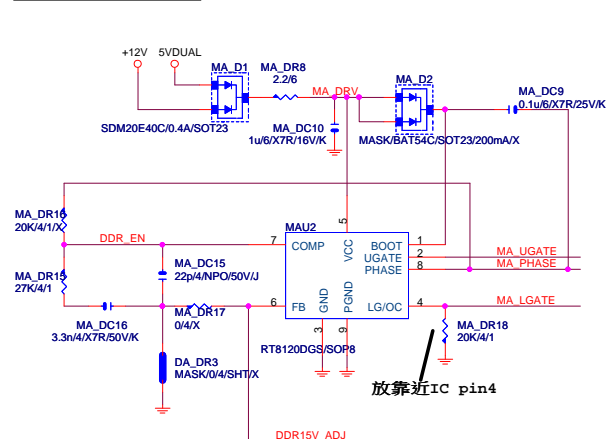 +12V
5VDUAL
MA_D1
MA_DR8
2.2/6
MA_DRV
MA_D2
MA_DC9
0.1u/6/X7R/25V/K
SDM20E40C/0.4A/SOT23
MA_DC10
1u/6/X7R/16V/K
MASK/BAT54C/SOT23/200mA/X
MA_DR16
20K/4/1/X
DDR_EN
MAU2
7
COMP
5
VCC
BOOT
1
UGATE
2
MA_UGATE
PHASE
8
MA_PHASE
MA_DR15
27K/4/1
MA_DC15
22p/4/NPO/50V/J
6
FB
GND
PGND
LG/OC
4
MA_LGATE
MA_DC16
3.3n/4/X7R/50V/K
MA_DR17
0/4/X
3
9
MA_DR18
20K/4/1
RT8120DGS/SOP8
DA_DR3
MASK/0/4/SHT/X
放靠近IC pin4
DDR15V_ADJ